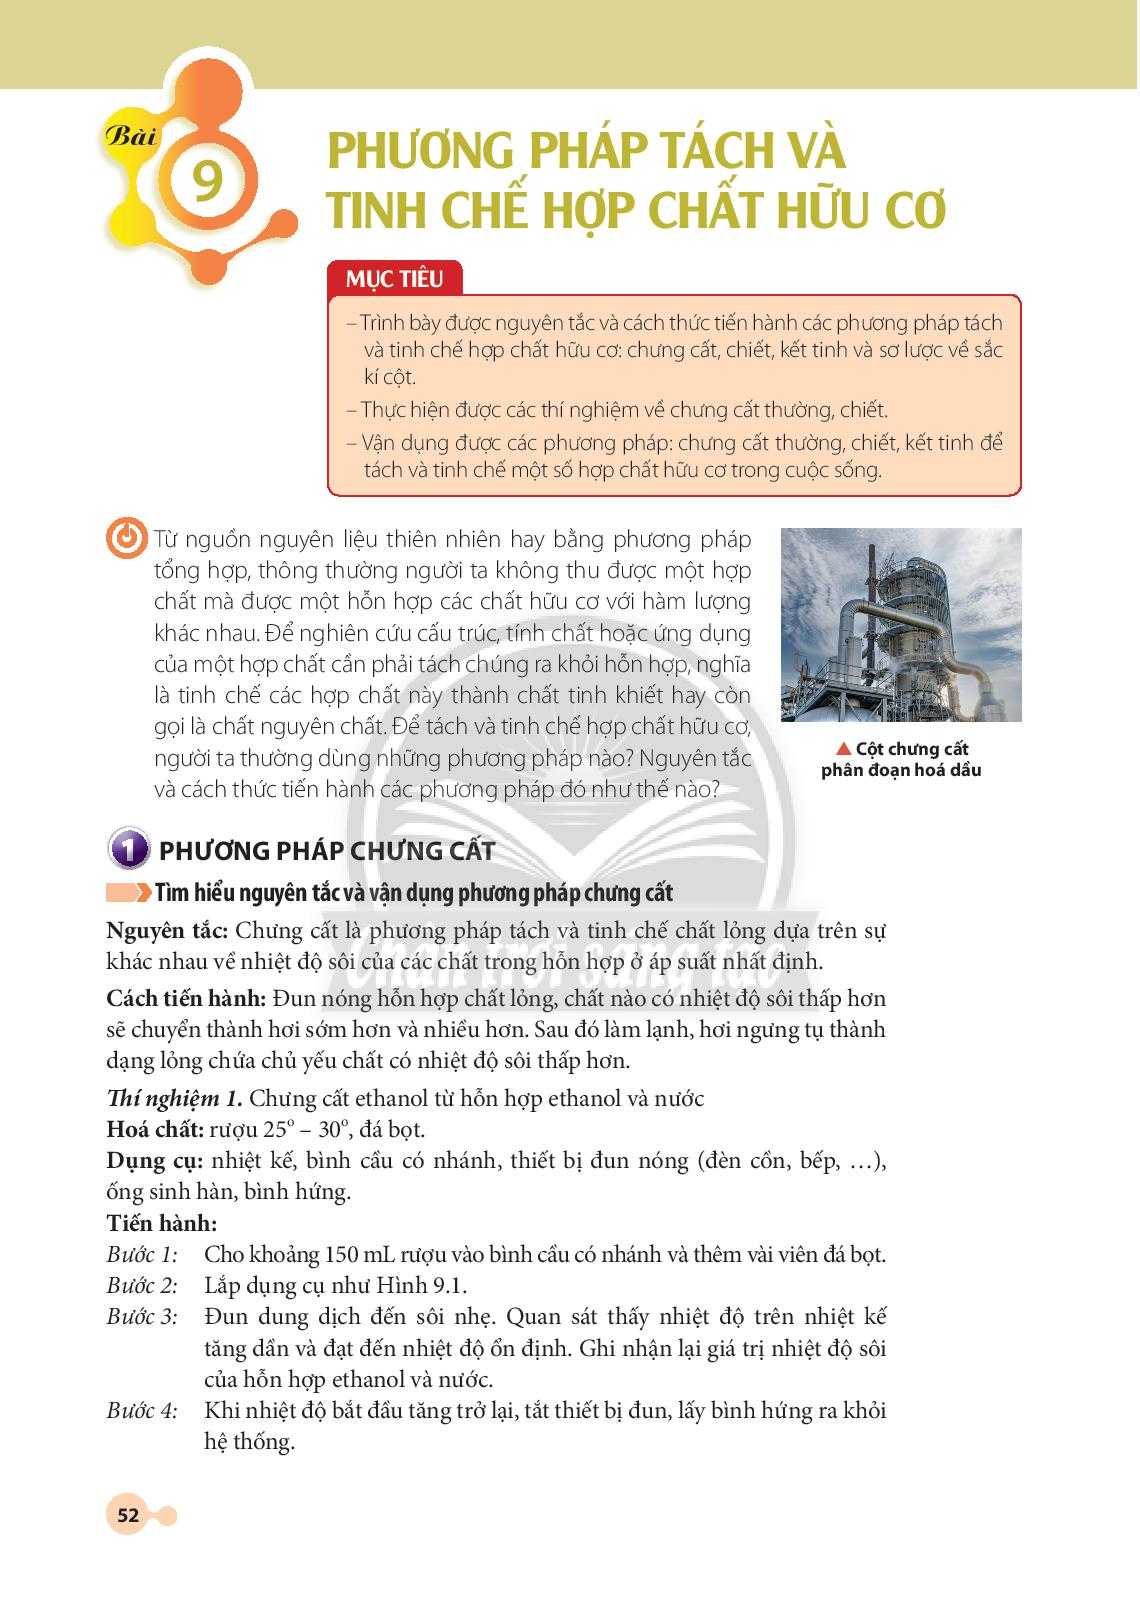 Bài
9
PHƯƠNG PHÁP TÁCH VÀ
TINH CHẾ HỢP CHẤT HỮU CƠ
MỤC TIÊU
– Trình bày được nguyên tắc và cách thức tiến hành các phương pháp tách
và tinh chế hợp chất hữu cơ: chưng cất, chiết, kết tinh và sơ lược về sắc
kí cột.
– Thực hiện được các thí nghiệm về chưng cất thường, chiết.
– Vận dụng được các phương pháp: chưng cất thường, chiết, kết tinh để
tách và tinh chế một số hợp chất hữu cơ trong cuộc sống.
Từ nguồn nguyên liệu thiên nhiên hay bằng phương pháp
tổng hợp, thông thường người ta không thu được một hợp
chất mà được một hỗn hợp các chất hữu cơ với hàm lượng
khác nhau. Để nghiên cứu cấu trúc, tính chất hoặc ứng dụng
của một hợp chất cần phải tách chúng ra khỏi hỗn hợp, nghĩa
là tinh chế các hợp chất này thành chất tinh khiết hay còn
gọi là chất nguyên chất. Để tách và tinh chế hợp chất hữu cơ,
người ta thường dùng những phương pháp nào? Nguyên tắc
và cách thức tiến hành các phương pháp đó như thế nào?
▲ Cột chưng cất
phân đoạn hoá dầu
1 PHƯƠNG PHÁP CHƯNG CẤT
Tìm hiểu nguyên tắc và vận dụng phương pháp chưng cất
Nguyên tắc: Chưng cất là phương pháp tách và tinh chế chất lỏng dựa trên sự
khác nhau về nhiệt độ sôi của các chất trong hỗn hợp ở áp suất nhất định.
Chân trời sáng tạo
Cách tiến hành: Đun nóng hỗn hợp chất lỏng, chất nào có nhiệt độ sôi thấp hơn
sẽ chuyển thành hơi sớm hơn và nhiều hơn. Sau đó làm lạnh, hơi ngưng tụ thành
dạng lỏng chứa chủ yếu chất có nhiệt độ sôi thấp hơn.
Thí nghiệm 1. Chưng cất ethanol từ hỗn hợp ethanol và nước
Hoá chất: rượu 25º – 30º, đá bọt.
Dụng cụ: nhiệt kế, bình cầu có nhánh, thiết bị đun nóng (đèn cồn, bếp, …),
ống sinh hàn, bình hứng.
Tiến hành:
Bước 1: Cho khoảng 150 mL rượu vào bình cầu có nhánh và thêm vài viên đá bọt.
Bước 2: Lắp dụng cụ như Hình 9.1.
Bước 3: Đun dung dịch đến sôi nhẹ. Quan sát thấy nhiệt độ trên nhiệt kế
tăng dần và đạt đến nhiệt độ ổn định. Ghi nhận lại giá trị nhiệt độ sôi
của hỗn hợp ethanol và nước.
Bước 4: Khi nhiệt độ bắt đầu tăng trở lại, tắt thiết bị đun, lấy bình hứng ra khỏi
hệ thống.
52